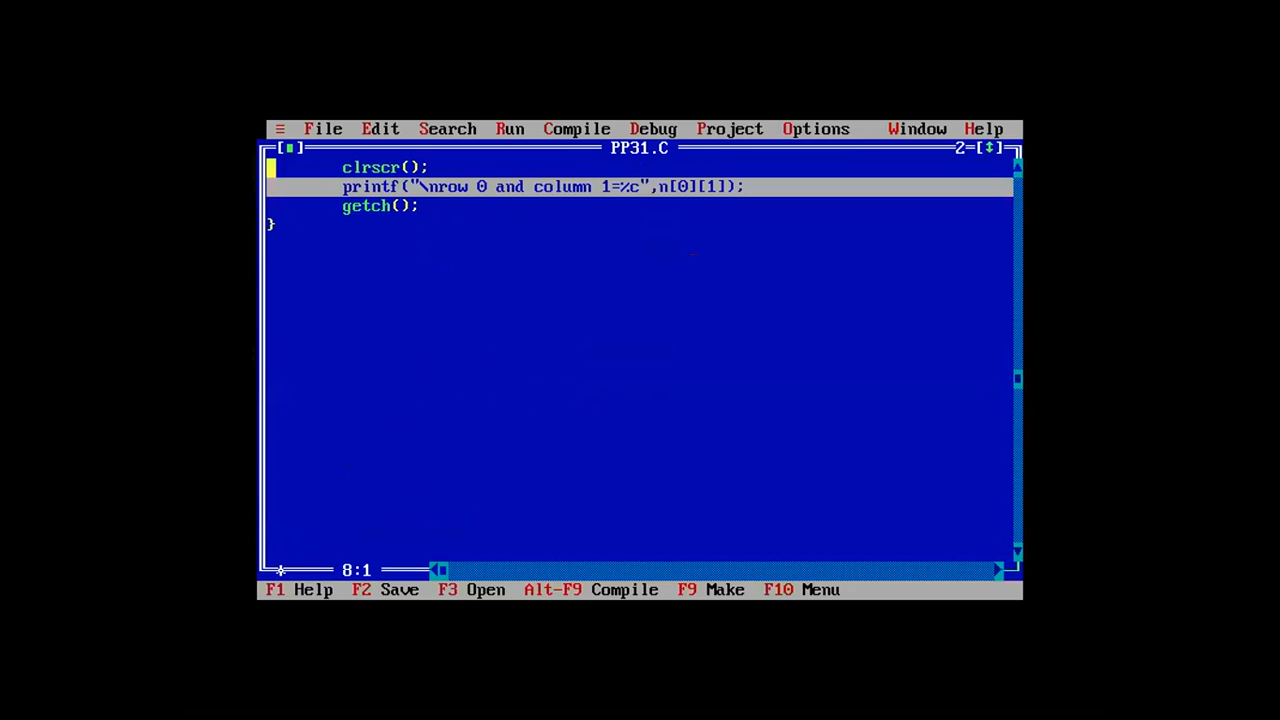 ≡ File Edit Search Run Compile Debug Project Options Window Help
[■] PP31.C 2=[↕]
clrscr();
printf("\nrow 0 and column 1=%c",n[0][1]);
getch();
}
* 8:1
F1 Help F2 Save F3 Open Alt-F9 Compile F9 Make F10 Menu